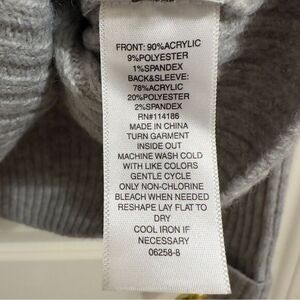 FRONT: 90%ACRYLIC
9%POLYESTER
1%SPANDEX
BACK&SLEEVE:
78%ACRYLIC
20%POLYESTER
2%SPANDEX
RN#114186
MADE IN CHINA
TURN GARMENT
INSIDE OUT
MACHINE WASH COLD
WITH LIKE COLORS
GENTLE CYCLE
ONLY NON-CHLORINE
BLEACH WHEN NEEDED
RESHAPE LAY FLAT TO
DRY
COOL IRON IF
NECESSARY
06258-8